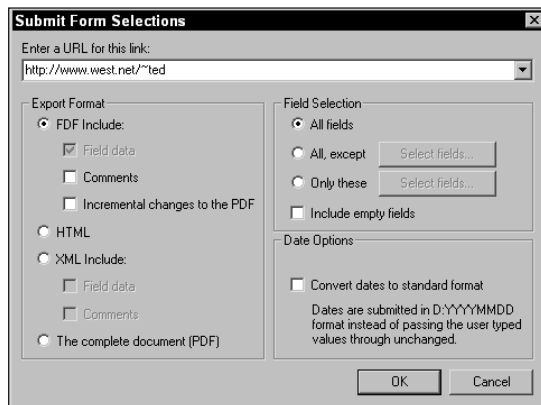 Submit Form Selections
Enter a URL for this link:
http://www.west.net/~ted
Export Format
FDF Include:
Field data
Comments
Incremental changes to the PDF
HTML
XML Include:
Field data
Comments
The complete document (PDF)
Field Selection
All fields
All, except
Select fields...
Only these
Select fields...
Include empty fields
Date Options
Convert dates to standard format
Dates are submitted in D:YYYYMMDD
format instead of passing the user typed
values through unchanged.
OK
Cancel